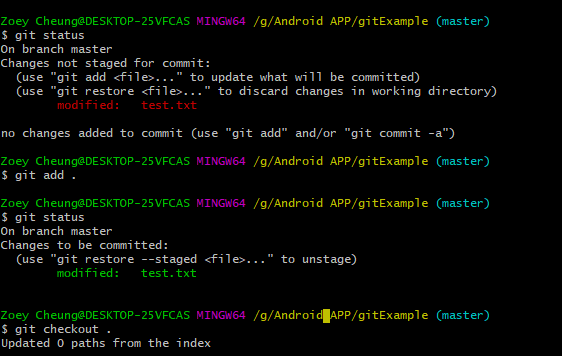 Zoey Cheung@DESKTOP-25VFCAS MINGW64 /g/Android APP/gitExample (master)
$ git status
On branch master
Changes not staged for commit:
  (use "git add <file>..." to update what will be committed)
  (use "git restore <file>..." to discard changes in working directory)
        modified:   test.txt
no changes added to commit (use "git add" and/or "git commit -a")
Zoey Cheung@DESKTOP-25VFCAS MINGW64 /g/Android APP/gitExample (master)
$ git add .
Zoey Cheung@DESKTOP-25VFCAS MINGW64 /g/Android APP/gitExample (master)
$ git status
On branch master
Changes to be committed:
  (use "git restore --staged <file>..." to unstage)
        modified:   test.txt
Zoey Cheung@DESKTOP-25VFCAS MINGW64 /g/Android APP/gitExample (master)
$ git checkout .
Updated 0 paths from the index